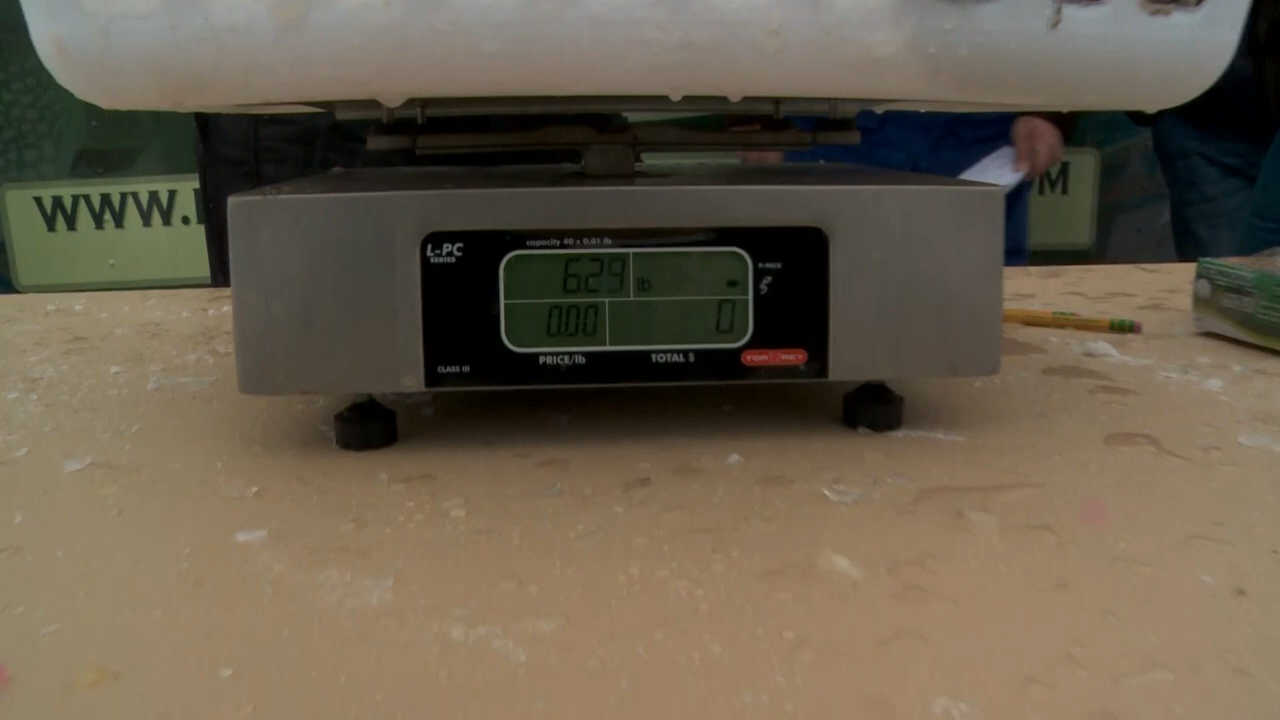 WWW.
M
L-PC
SERIES
capacity 40 x 0.01 lb
6.29 lb
0.00 0
PRICE/lb TOTAL $
CLASS III
TORREY